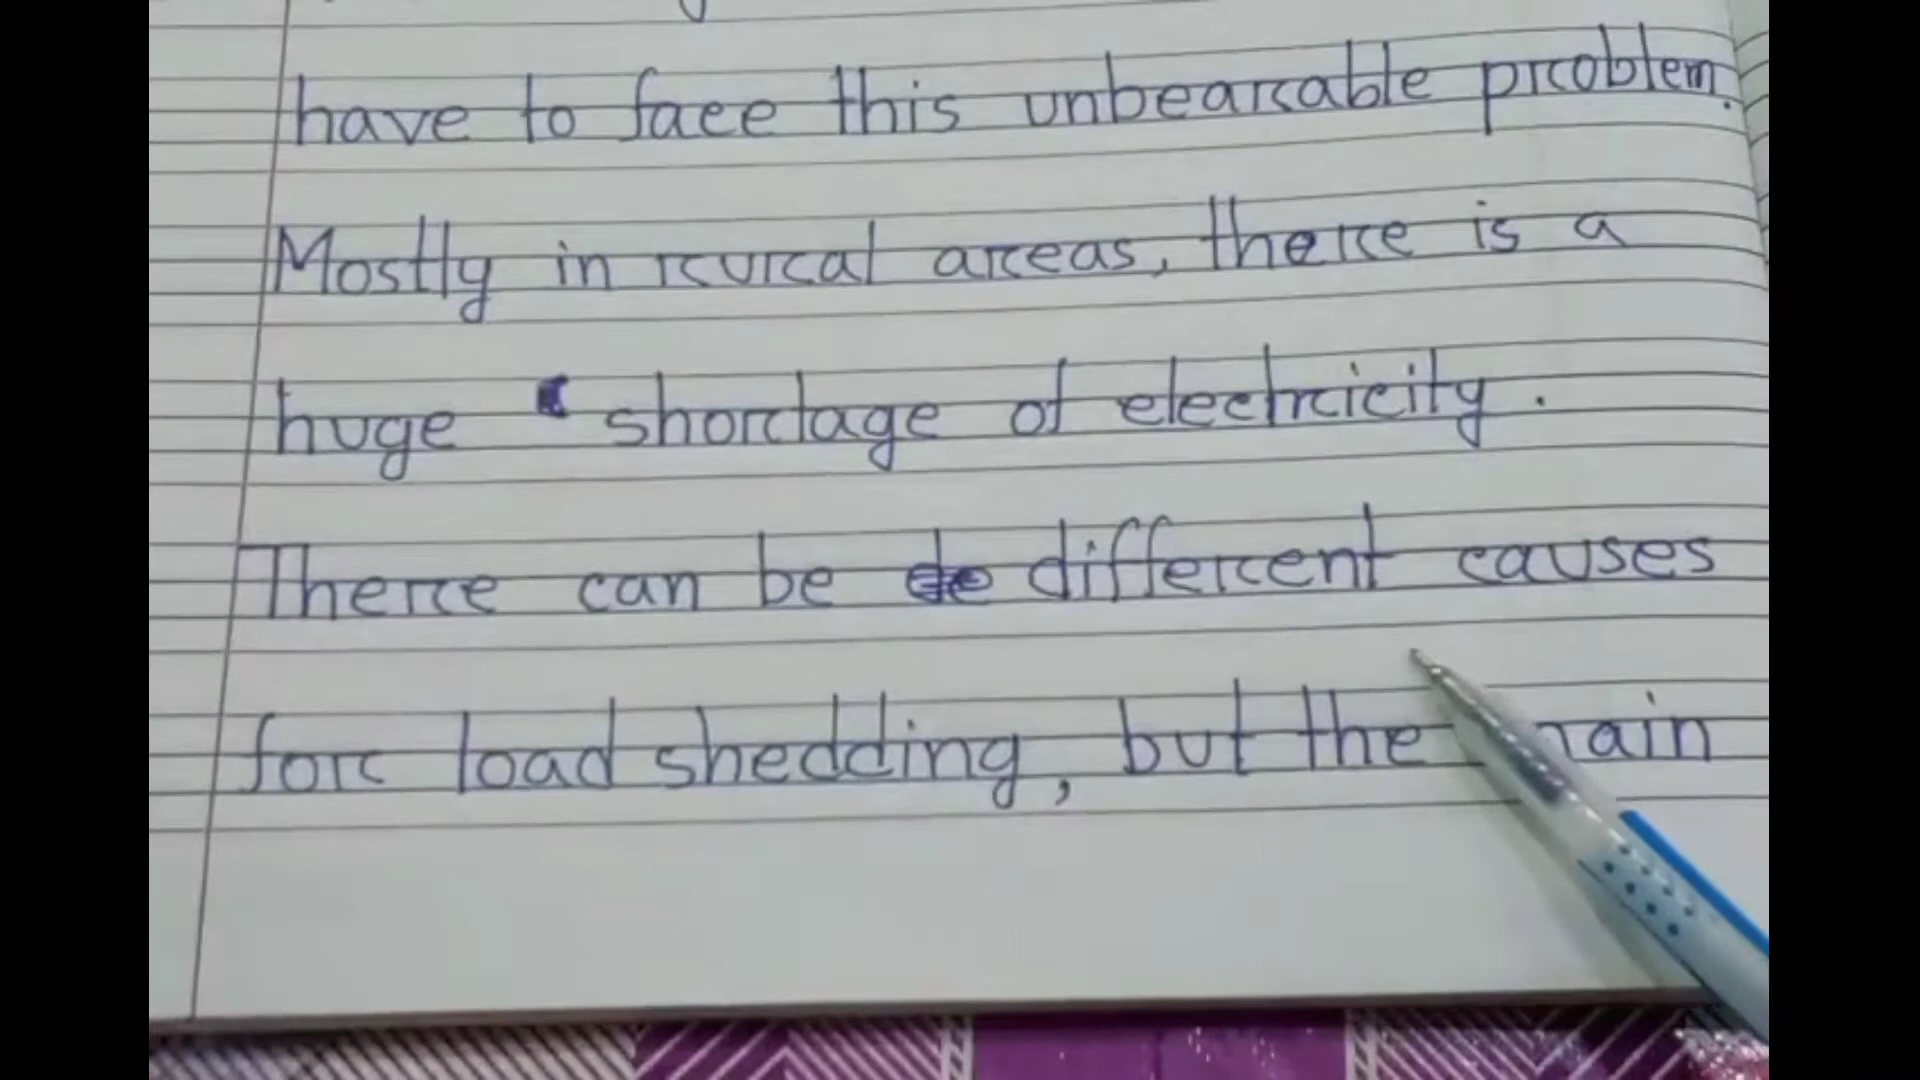 have to face this unbearable problem.
Mostly in rural areas, there is a
huge shortage of electricity.
There can be different causes
for load shedding, but the main